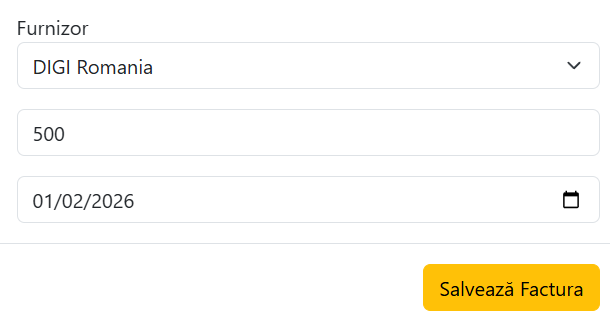 Furnizor
DIGI Romania
500
01/02/2026
Salvează Factura